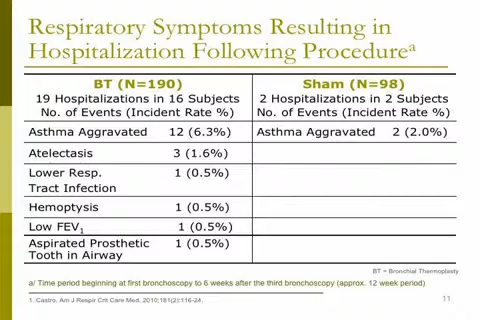 Respiratory Symptoms Resulting in
Hospitalization Following Procedureª
BT (N=190)
19 Hospitalizations in 16 Subjects
No. of Events (Incident Rate %)
Sham (N=98)
2 Hospitalizations in 2 Subjects
No. of Events (Incident Rate %)
Asthma Aggravated 12 (6.3%) Asthma Aggravated 2 (2.0%)
Atelectasis 3 (1.6%)
Lower Resp. 1 (0.5%)
Tract Infection
Hemoptysis 1 (0.5%)
Low FEV₁ 1 (0.5%)
Aspirated Prosthetic 1 (0.5%)
Tooth in Airway
BT = Bronchial Thermoplasty
a/ Time period beginning at first bronchoscopy to 6 weeks after the third bronchoscopy (approx. 12 week period)
1. Castro, Am J Respir Crit Care Med. 2010;181(2):116-24.
11